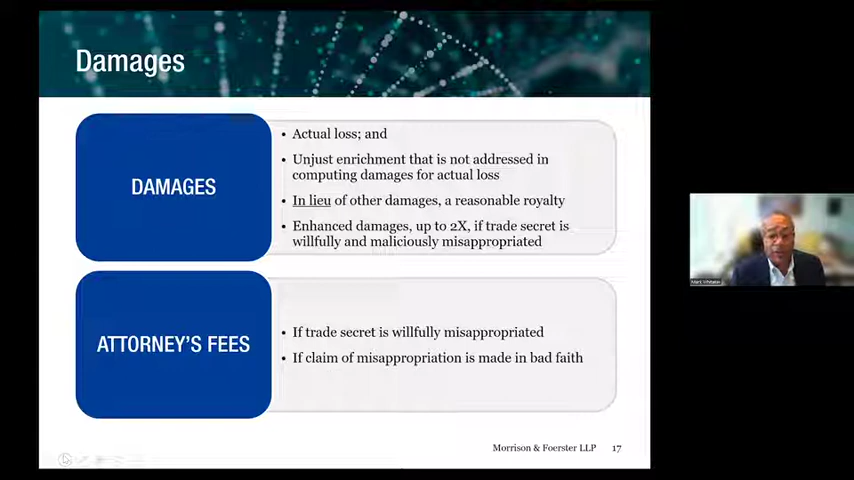 Damages
DAMAGES
• Actual loss; and
• Unjust enrichment that is not addressed in
computing damages for actual loss
• In lieu of other damages, a reasonable royalty
• Enhanced damages, up to 2X, if trade secret is
willfully and maliciously misappropriated
ATTORNEY'S FEES
• If trade secret is willfully misappropriated
• If claim of misappropriation is made in bad faith
Morrison & Foerster LLP 17
Mark Whitaker